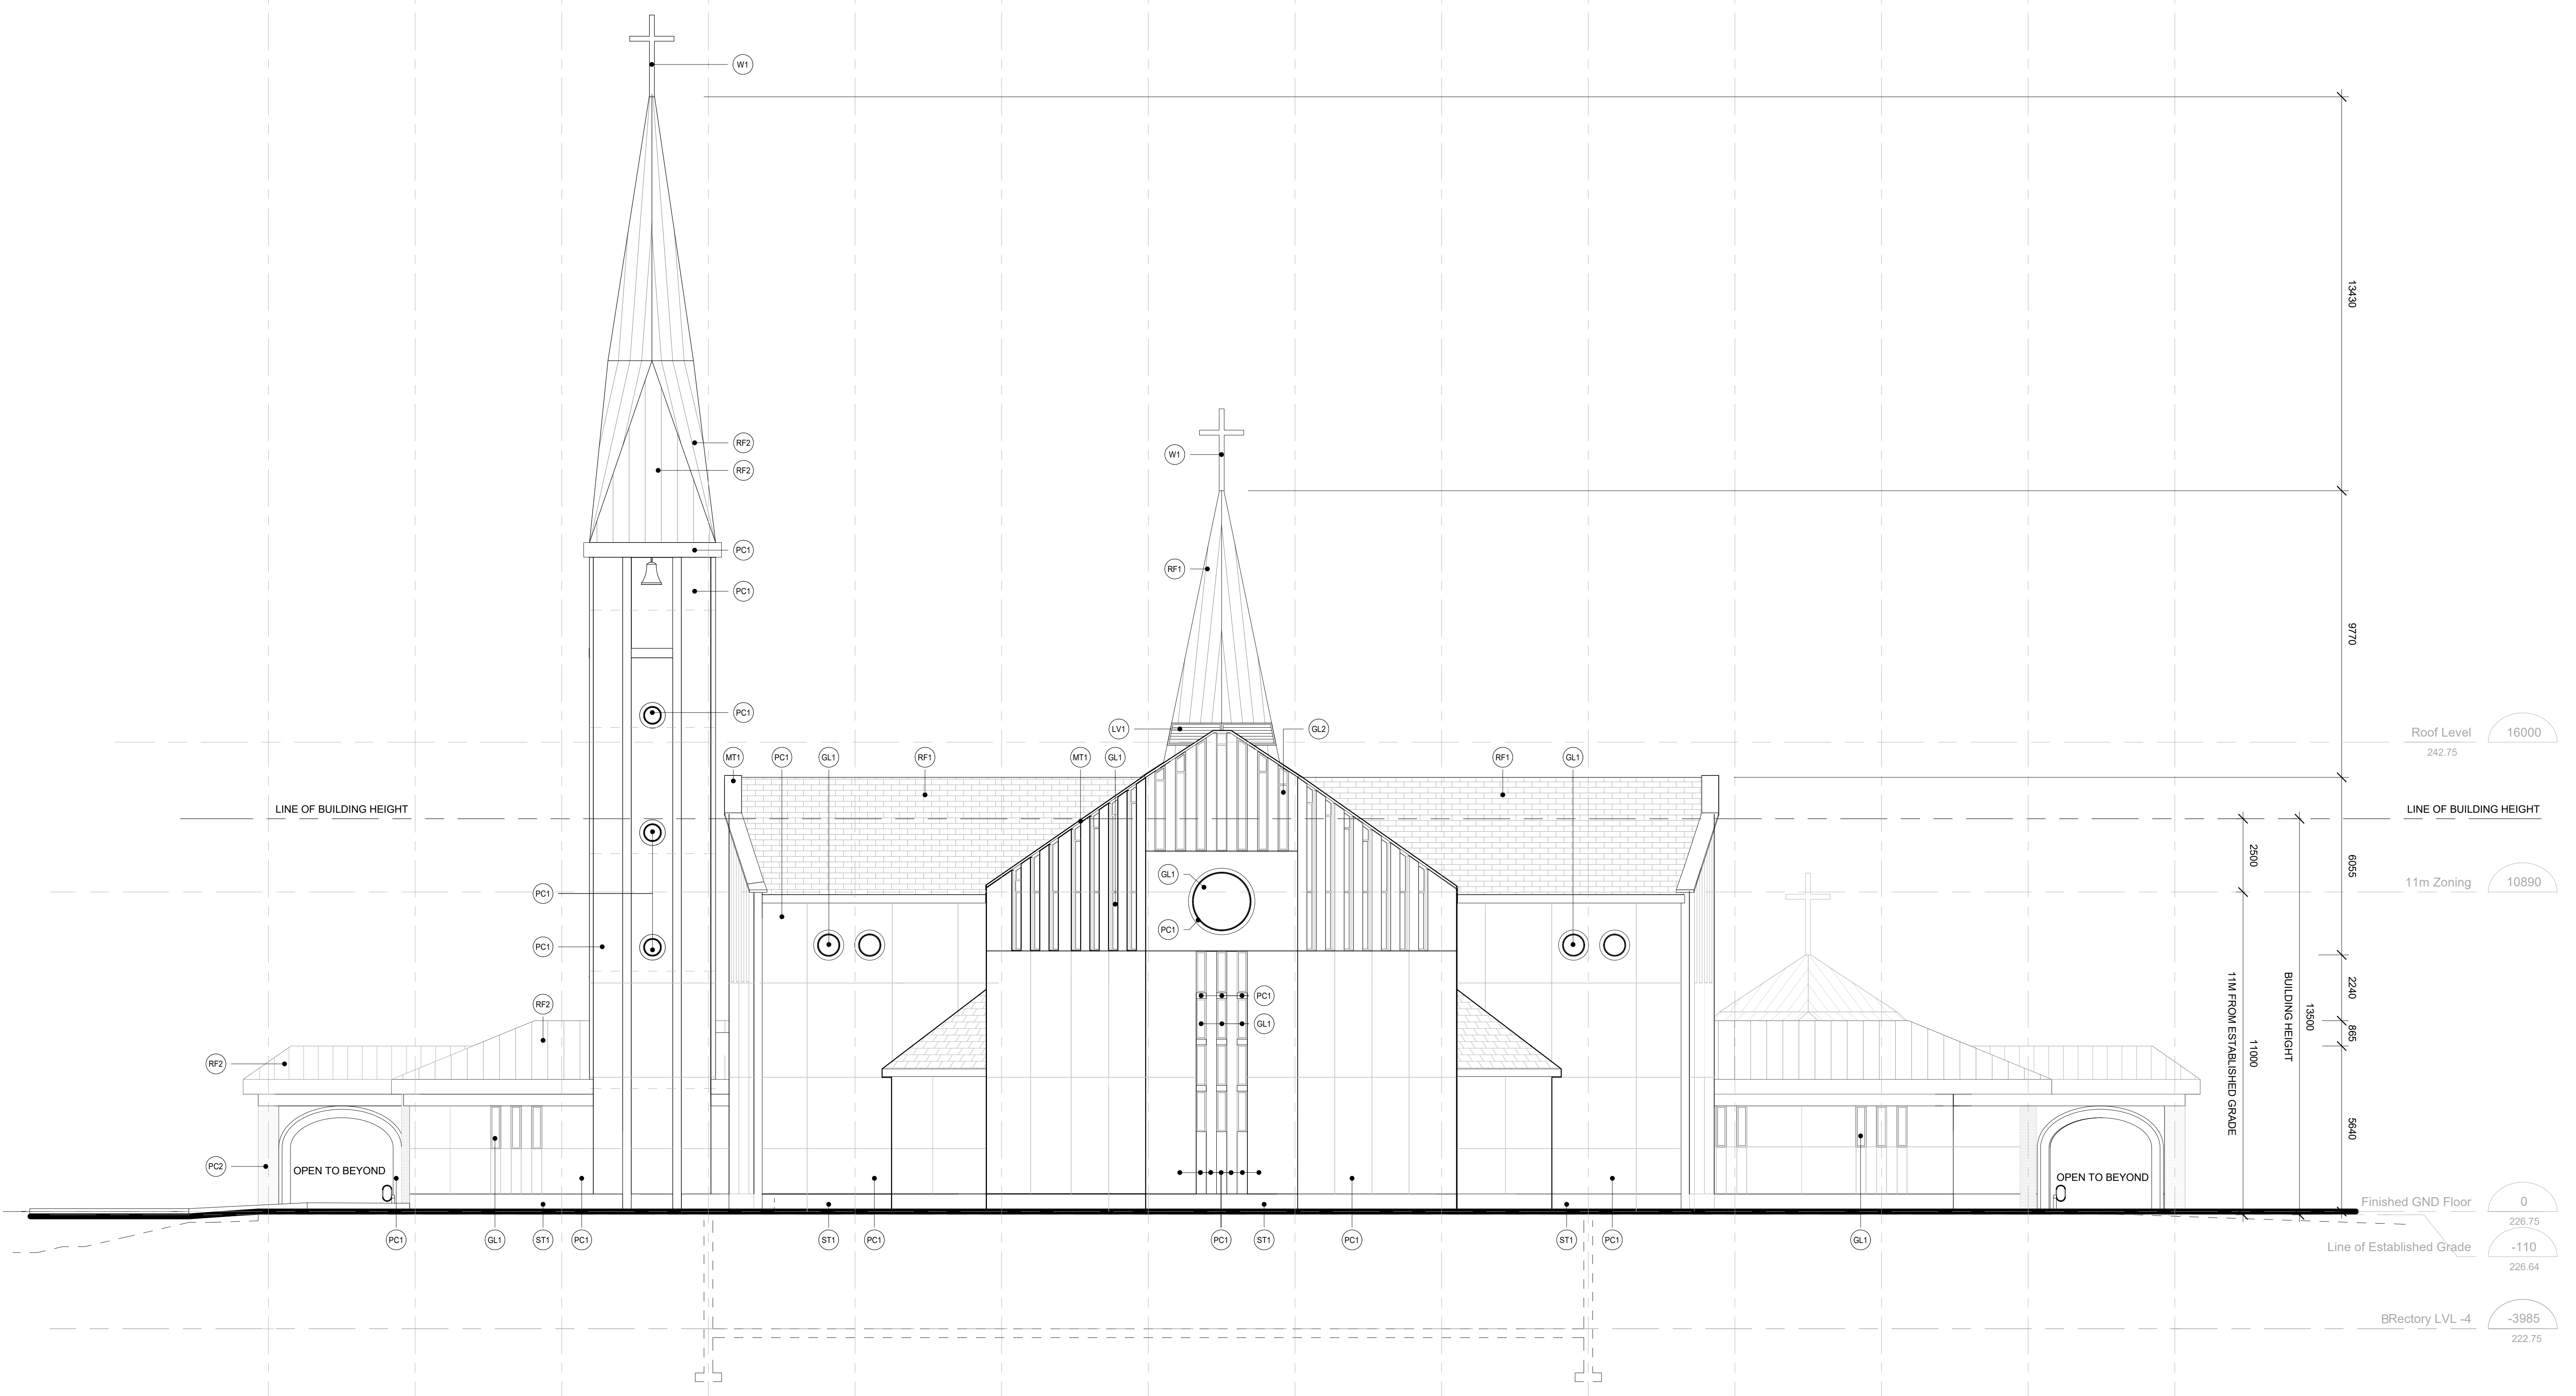 W1
13430
RF2
RF2
W1
PC1
RF1
PC1
9770
PC1
LV1
GL2
Roof Level
16000
242.75
MT1
PC1
GL1
RF1
MT1
GL1
RF1
GL1
LINE OF BUILDING HEIGHT
LINE OF BUILDING HEIGHT
2500
6055
GL1
11m Zoning
10890
PC1
PC1
PC1
PC1
GL1
RF2
RF2
2240
865
13500
BUILDING HEIGHT
11000
11M FROM ESTABLISHED GRADE
5640
PC2
OPEN TO BEYOND
OPEN TO BEYOND
Finished GND Floor
0
226.75
PC1
GL1
ST1
PC1
ST1
PC1
PC1
ST1
PC1
ST1
PC1
GL1
Line of Established Grade
-110
226.64
BRectory LVL -4
-3985
222.75